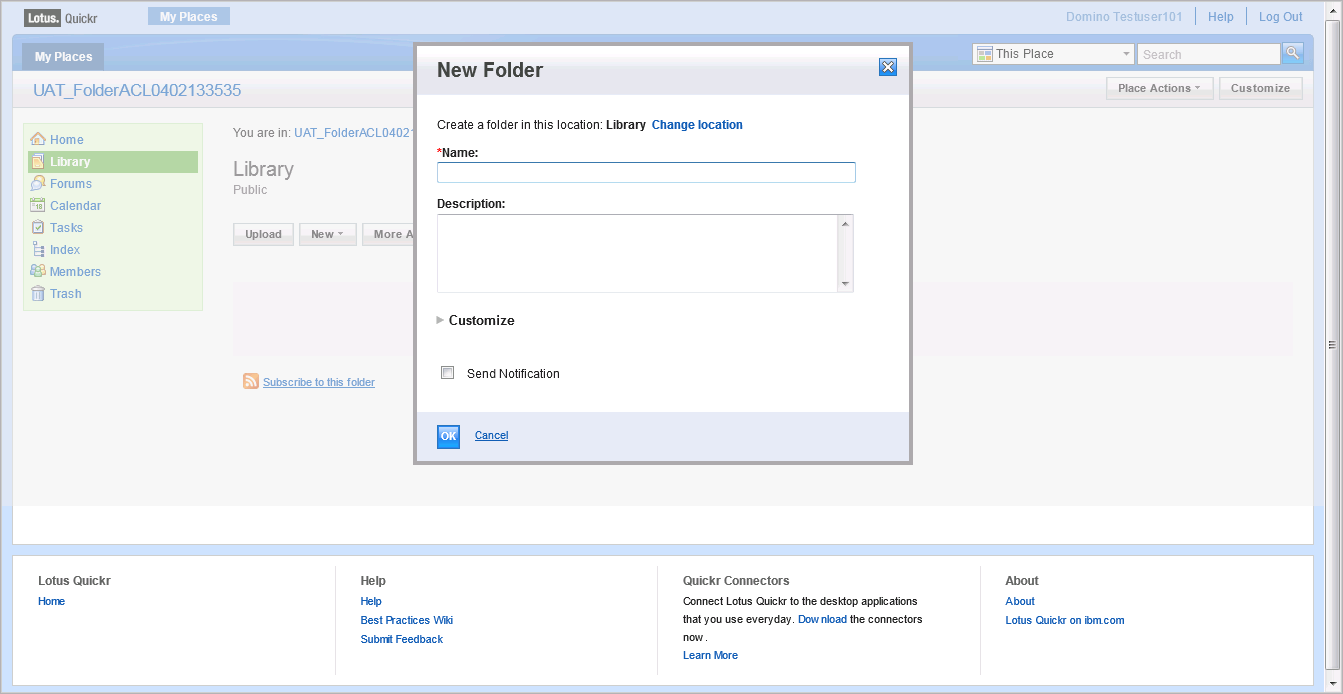 Lotus. Quickr
My Places
Domino Testuser101
Help
Log Out
My Places
This Place
Search
UAT_FolderACL0402133535
Place Actions
Customize
Home
Library
Forums
Calendar
Tasks
Index
Members
Trash
You are in: UAT_FolderACL0402
Library
Public
Upload
New
More A
Subscribe to this folder
New Folder
Create a folder in this location: Library Change location
*Name:
Description:
Customize
Send Notification
OK
Cancel
Lotus Quickr
Home
Help
Help
Best Practices Wiki
Submit Feedback
Quickr Connectors
Connect Lotus Quickr to the desktop applications
that you use everyday. Download the connectors
now .
Learn More
About
About
Lotus Quickr on ibm.com